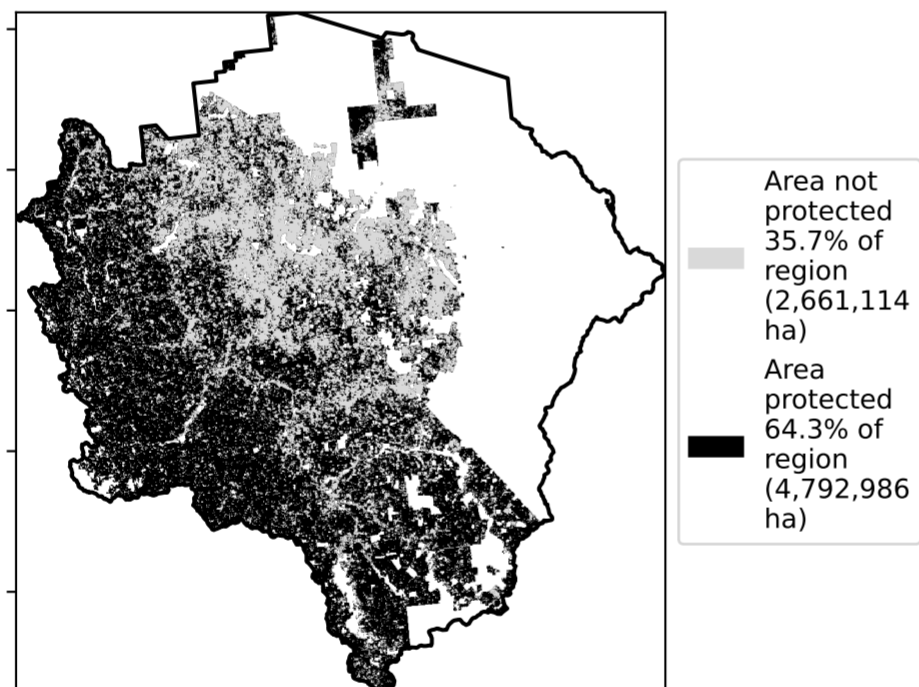 Area not
protected
35.7% of
region
(2,661,114
ha)
Area
protected
64.3% of
region
(4,792,986
ha)